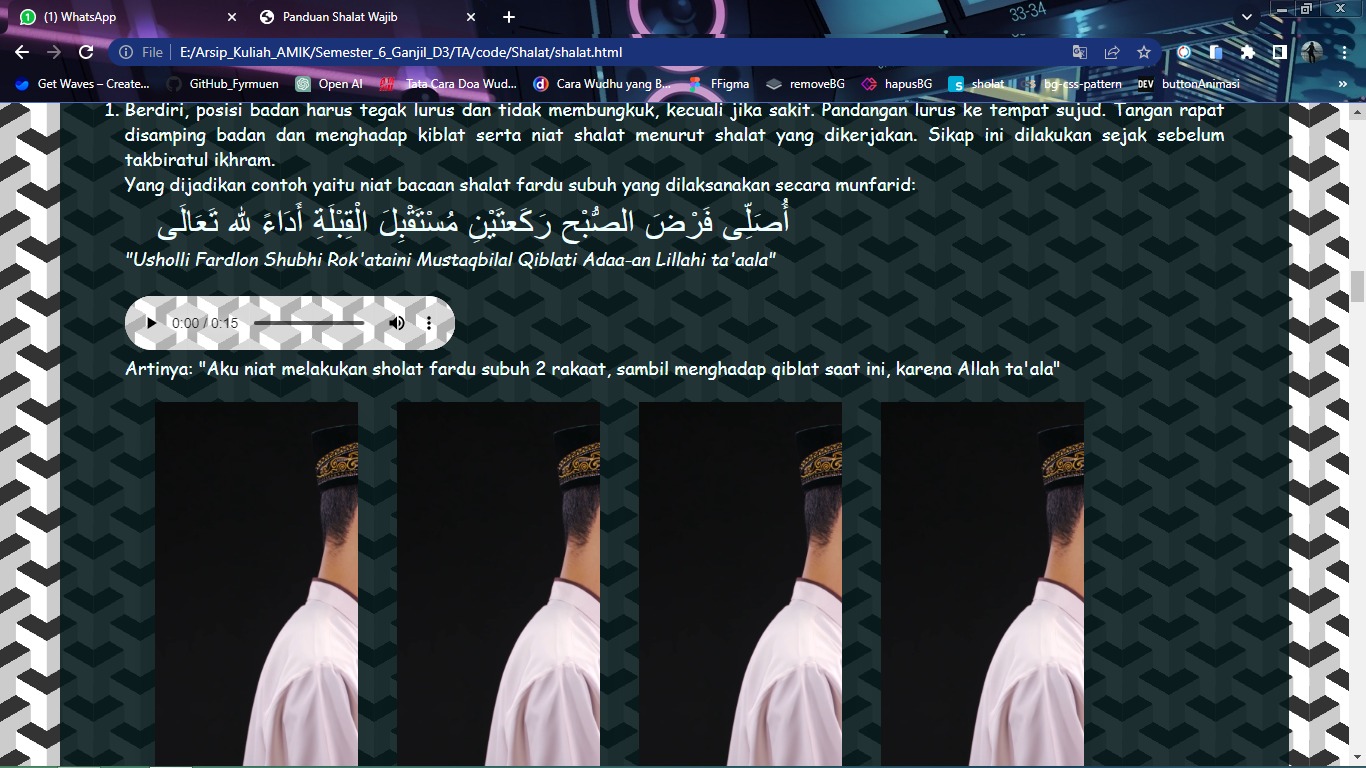 (1) WhatsApp
Panduan Shalat Wajib
33-34
File
E:/Arsip_Kuliah_AMIK/Semester_6_Ganjil_D3/TA/code/Shalat/shalat.html
Get Waves – Create...
GitHub_Fyrmuen
Open AI
Tata Cara Doa Wud...
Cara Wudhu yang B...
FFigma
removeBG
hapusBG
sholat
bg-css-pattern
DEV
buttonAnimasi
»
1. Berdiri, posisi badan harus tegak lurus dan tidak membungkuk, kecuali jika sakit. Pandangan lurus ke tempat sujud. Tangan rapat
disamping badan dan menghadap kiblat serta niat shalat menurut shalat yang dikerjakan. Sikap ini dilakukan sejak sebelum
takbiratul ikhram.
Yang dijadikan contoh yaitu niat bacaan shalat fardu subuh yang dilaksanakan secara munfarid:
أُصَلِّى فَرْضَ الصُّبْح رَكَعتَيْنِ مُسْتَقْبِلَ الْقِبْلَةِ أَدَاءً لله تَعَالَى
"Usholli Fardlon Shubhi Rok'ataini Mustaqbilal Qiblati Adaa-an Lillahi ta'aala"
0:00 / 0:15
Artinya: "Aku niat melakukan sholat fardu subuh 2 rakaat, sambil menghadap qiblat saat ini, karena Allah ta'ala"